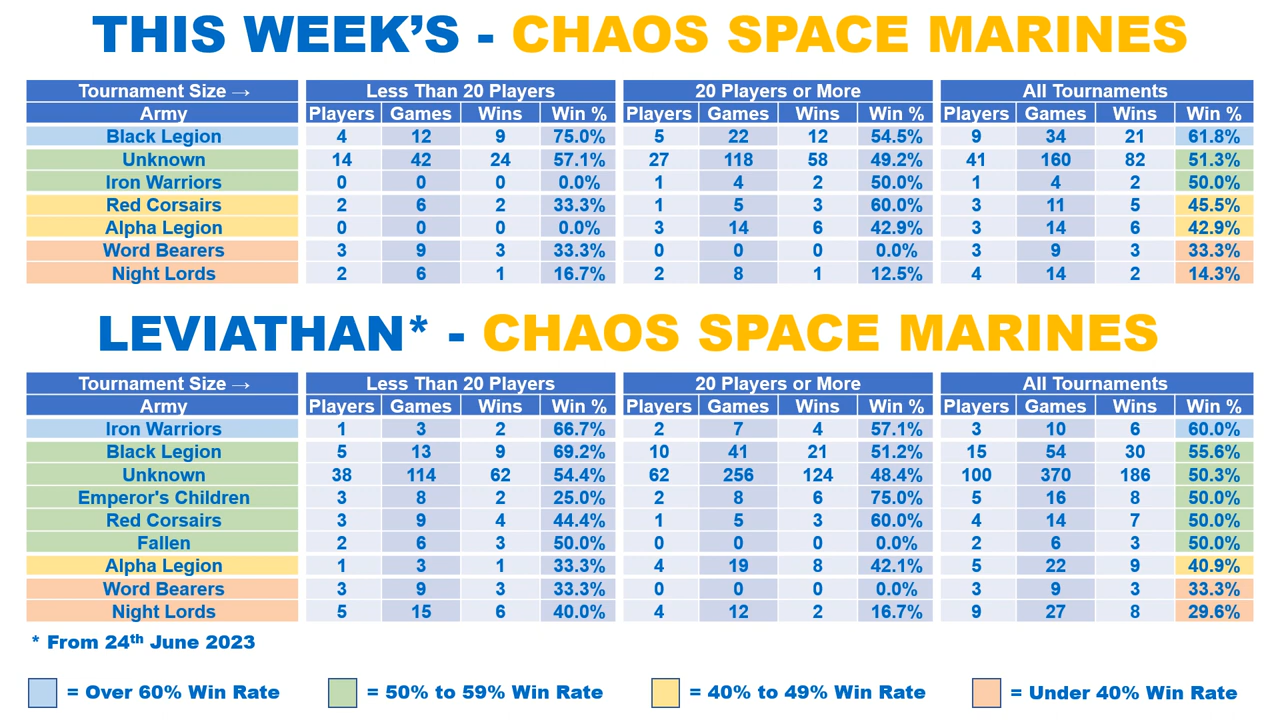 THIS WEEK'S - CHAOS SPACE MARINES
Tournament Size → Less Than 20 Players 20 Players or More All Tournaments
Army Players Games Wins Win % Players Games Wins Win % Players Games Wins Win %
Black Legion 4 12 9 75.0% 5 22 12 54.5% 9 34 21 61.8%
Unknown 14 42 24 57.1% 27 118 58 49.2% 41 160 82 51.3%
Iron Warriors 0 0 0 0.0% 1 4 2 50.0% 1 4 2 50.0%
Red Corsairs 2 6 2 33.3% 1 5 3 60.0% 3 11 5 45.5%
Alpha Legion 0 0 0 0.0% 3 14 6 42.9% 3 14 6 42.9%
Word Bearers 3 9 3 33.3% 0 0 0 0.0% 3 9 3 33.3%
Night Lords 2 6 1 16.7% 2 8 1 12.5% 4 14 2 14.3%
LEVIATHAN* - CHAOS SPACE MARINES
Tournament Size → Less Than 20 Players 20 Players or More All Tournaments
Army Players Games Wins Win % Players Games Wins Win % Players Games Wins Win %
Iron Warriors 1 3 2 66.7% 2 7 4 57.1% 3 10 6 60.0%
Black Legion 5 13 9 69.2% 10 41 21 51.2% 15 54 30 55.6%
Unknown 38 114 62 54.4% 62 256 124 48.4% 100 370 186 50.3%
Emperor's Children 3 8 2 25.0% 2 8 6 75.0% 5 16 8 50.0%
Red Corsairs 3 9 4 44.4% 1 5 3 60.0% 4 14 7 50.0%
Fallen 2 6 3 50.0% 0 0 0 0.0% 2 6 3 50.0%
Alpha Legion 1 3 1 33.3% 4 19 8 42.1% 5 22 9 40.9%
Word Bearers 3 9 3 33.3% 0 0 0 0.0% 3 9 3 33.3%
Night Lords 5 15 6 40.0% 4 12 2 16.7% 9 27 8 29.6%
* From 24th June 2023
= Over 60% Win Rate = 50% to 59% Win Rate = 40% to 49% Win Rate = Under 40% Win Rate